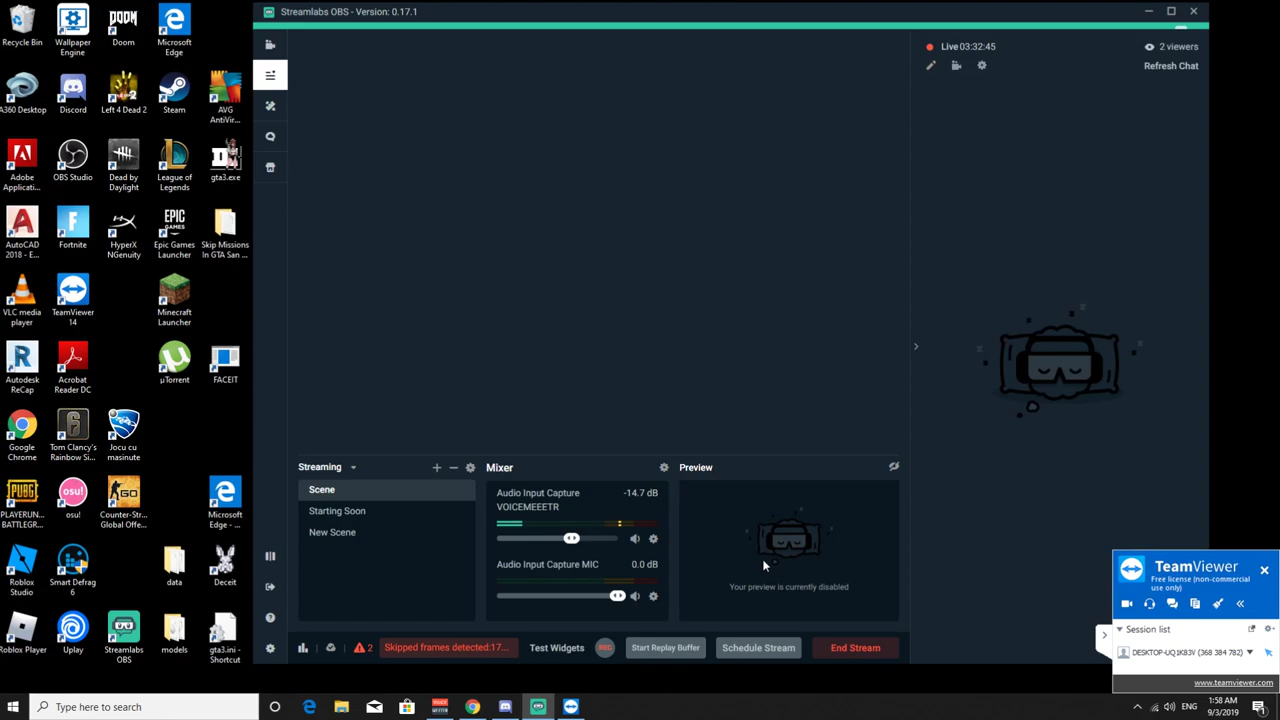 Streamlabs OBS - Version: 0.17.1
Live 03:32:45
2 viewers
Refresh Chat
Recycle Bin
Wallpaper
Engine
Doom
Microsoft
Edge
A360 Desktop
Discord
Left 4 Dead 2
Steam
AVG
AntiVir...
Adobe
Applicati...
OBS Studio
Dead by
Daylight
League of
Legends
gta3.exe
AutoCAD
2018 - E...
Fortnite
HyperX
NGenuity
Epic Games
Launcher
Skip Missions
In GTA San ...
VLC media
player
TeamViewer
14
Minecraft
Launcher
Autodesk
ReCap
Acrobat
Reader DC
µTorrent
FACEIT
Google
Chrome
Tom Clancy's
Rainbow Si...
Jocu cu
masinute
PLAYERUN...
BATTLEGR...
osu!
Counter-Str...
Global Offe...
Microsoft
Edge - ...
Roblox
Studio
Smart Defrag
6
data
Deceit
Roblox Player
Uplay
Streamlabs
OBS
models
gta3.ini -
Shortcut
Streaming
Scene
Starting Soon
New Scene
Mixer
Audio Input Capture
VOICEMEEETR
-14.7 dB
Audio Input Capture MIC
0.0 dB
Preview
Your preview is currently disabled
2
Skipped frames detected:17...
Test Widgets
REC
Start Replay Buffer
Schedule Stream
End Stream
TeamViewer
Free license (non-commercial
use only)
Session list
DESKTOP-UQ1K83V (368 384 782)
www.teamviewer.com
Type here to search
ENG
1:58 AM
9/3/2019